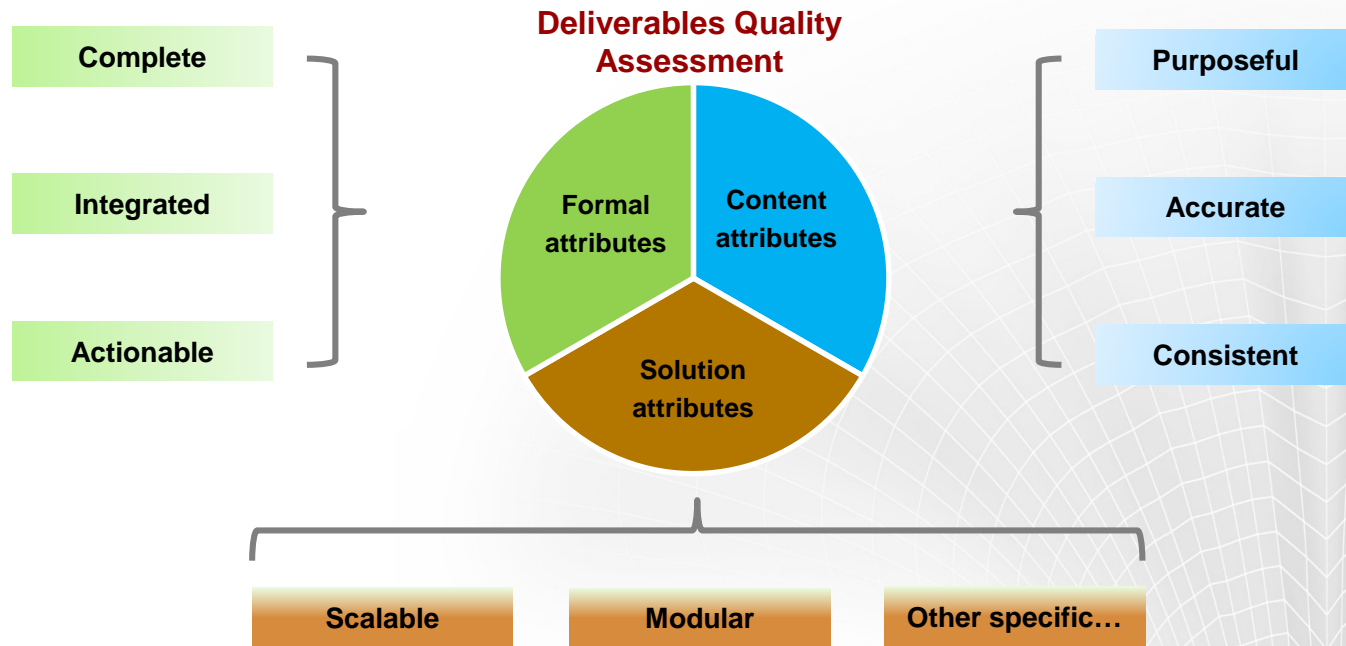 Deliverables Quality
Assessment
Complete
Integrated
Actionable
Formal
attributes
Content
attributes
Solution
attributes
Purposeful
Accurate
Consistent
Scalable
Modular
Other specific…